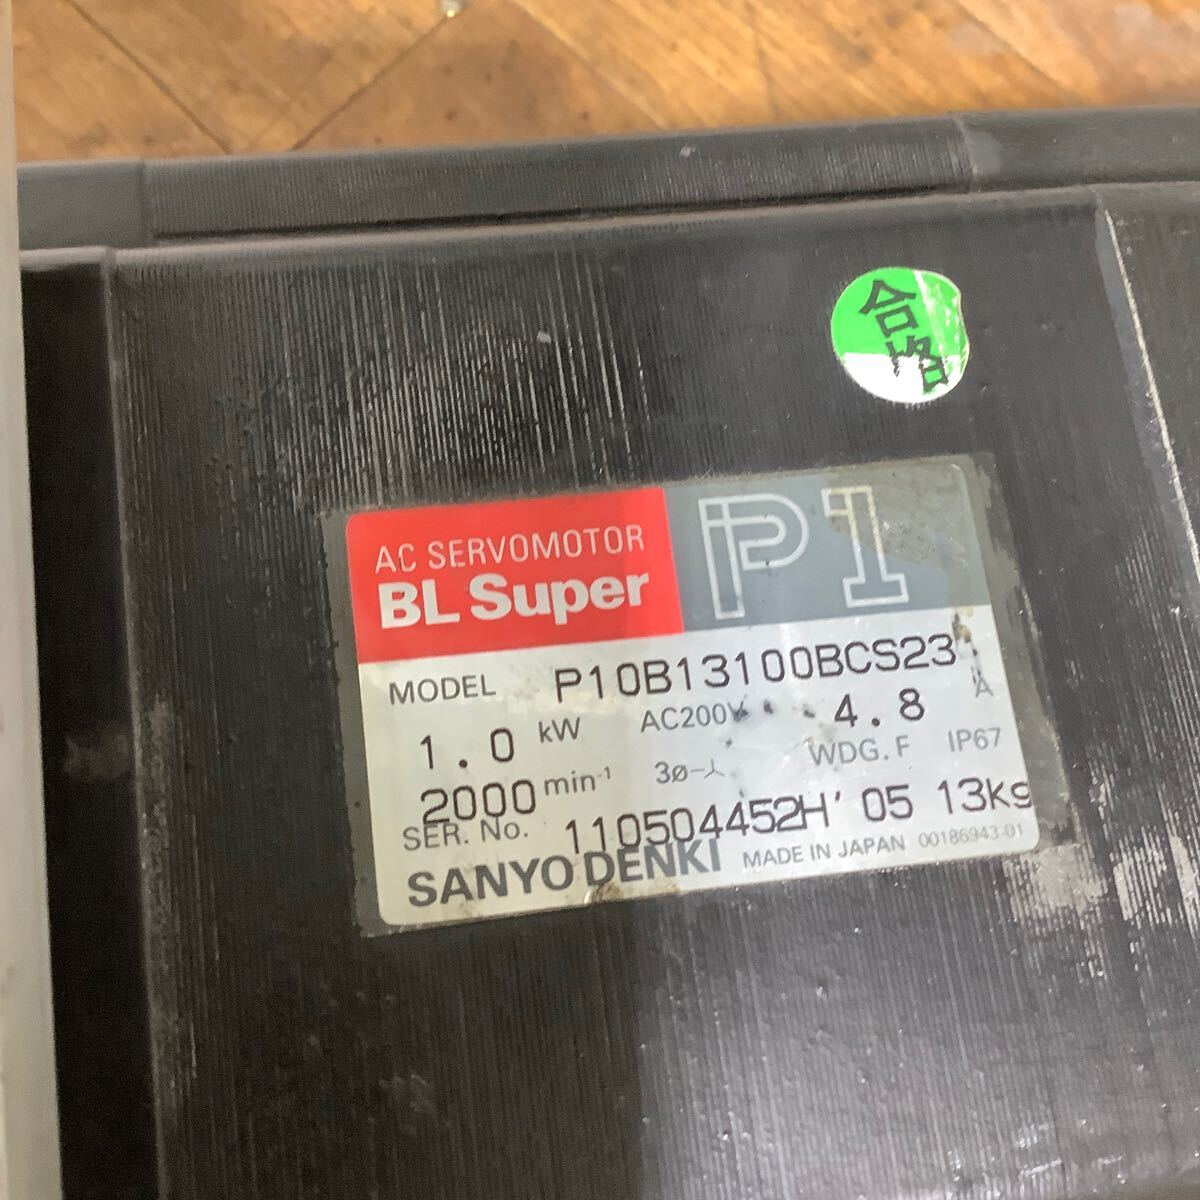 合格
AC SERVOMOTOR
BL Super
P1
MODEL P10B13100BCS23
1.0 kW AC200V 4.8 A
2000 min⁻¹ 3ø-⅄ WDG. F IP67
SER. No. 110504452H' 05 13kg
SANYO DENKI MADE IN JAPAN 00186943-01